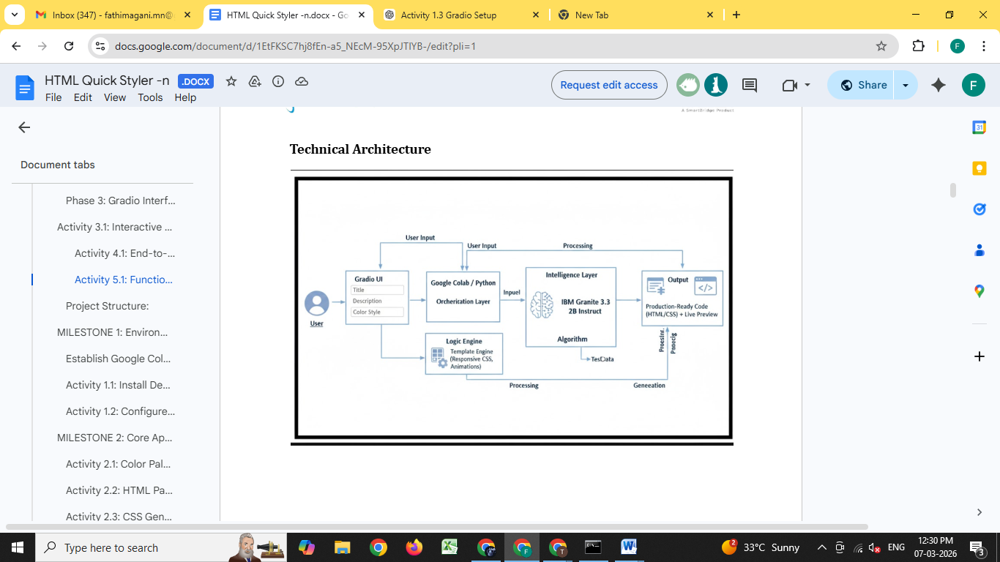 Inbox (347) - fathimagani.mn@
HTML Quick Styler -n.docx - Go
Activity 1.3 Gradio Setup
New Tab
docs.google.com/document/d/1EtFKSC7hj8fEn-a5_NEcM-95XpJTlYB-/edit?pli=1
F
HTML Quick Styler -n .DOCX
File Edit View Tools Help
Request edit access
Share
F
A SmartBridge Product
Document tabs
Phase 3: Gradio Interf...
Activity 3.1: Interactive ...
Activity 4.1: End-to-...
Activity 5.1: Functio...
Project Structure:
MILESTONE 1: Environ...
Establish Google Col...
Activity 1.1: Install De...
Activity 1.2: Configure...
MILESTONE 2: Core Ap...
Activity 2.1: Color Pal...
Activity 2.2: HTML Pa...
Activity 2.3: CSS Gen...
Technical Architecture
User Input
User Input
Processing
User
Gradio UI
Title
Description
Color Style
Google Colab / Python
Orcherication Layer
Inpuel
Intelligence Layer
IBM Granite 3.3
2B Instruct
Algorithm
TesData
Output
</>
Production-Ready Code
(HTML/CSS) + Live Preview
Logic Engine
Template Engine
(Responsive CSS,
Animations)
Processing
Geneeation
31
Type here to search
2
33°C Sunny
ENG
12:30 PM
07-03-2026
3